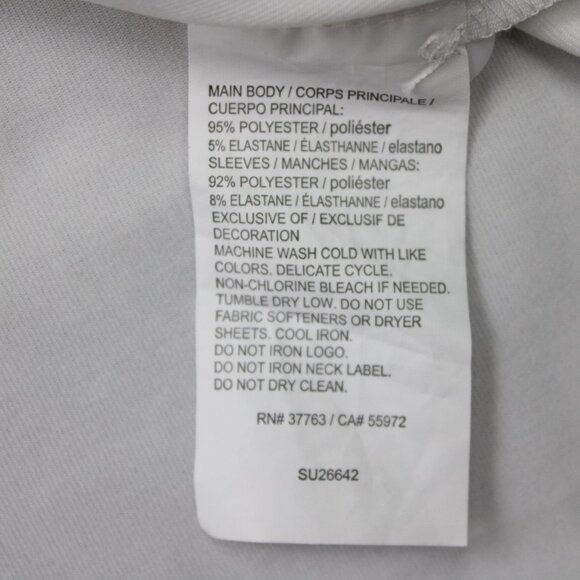 MAIN BODY / CORPS PRINCIPALE /
CUERPO PRINCIPAL:
95% POLYESTER / poliéster
5% ELASTANE / ÉLASTHANNE / elastano
SLEEVES / MANCHES / MANGAS:
92% POLYESTER / poliéster
8% ELASTANE / ÉLASTHANNE / elastano
EXCLUSIVE OF / EXCLUSIF DE
DECORATION
MACHINE WASH COLD WITH LIKE
COLORS. DELICATE CYCLE.
NON-CHLORINE BLEACH IF NEEDED.
TUMBLE DRY LOW. DO NOT USE
FABRIC SOFTENERS OR DRYER
SHEETS. COOL IRON.
DO NOT IRON LOGO.
DO NOT IRON NECK LABEL.
DO NOT DRY CLEAN.
RN# 37763 / CA# 55972
SU26642